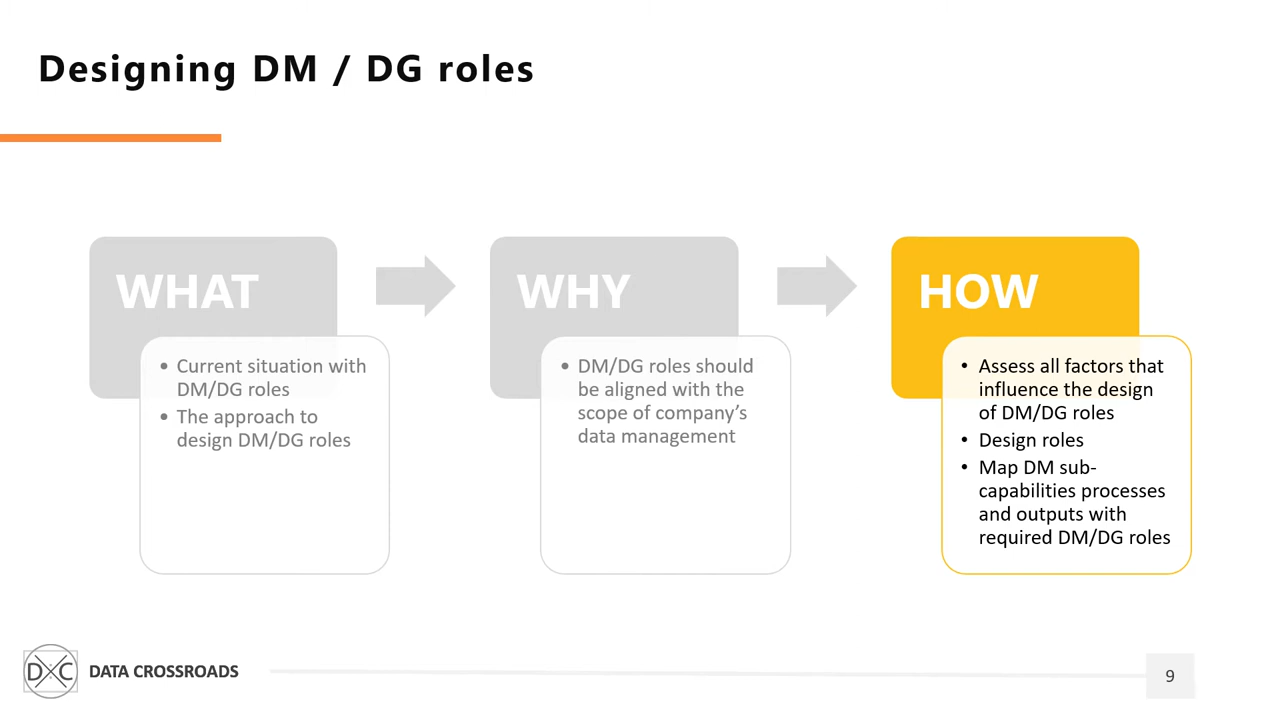 Designing DM / DG roles
WHAT
• Current situation with
DM/DG roles
• The approach to
design DM/DG roles
WHY
• DM/DG roles should
be aligned with the
scope of company’s
data management
HOW
• Assess all factors that
influence the design
of DM/DG roles
• Design roles
• Map DM sub-
capabilities processes
and outputs with
required DM/DG roles
DXC
DATA CROSSROADS
9